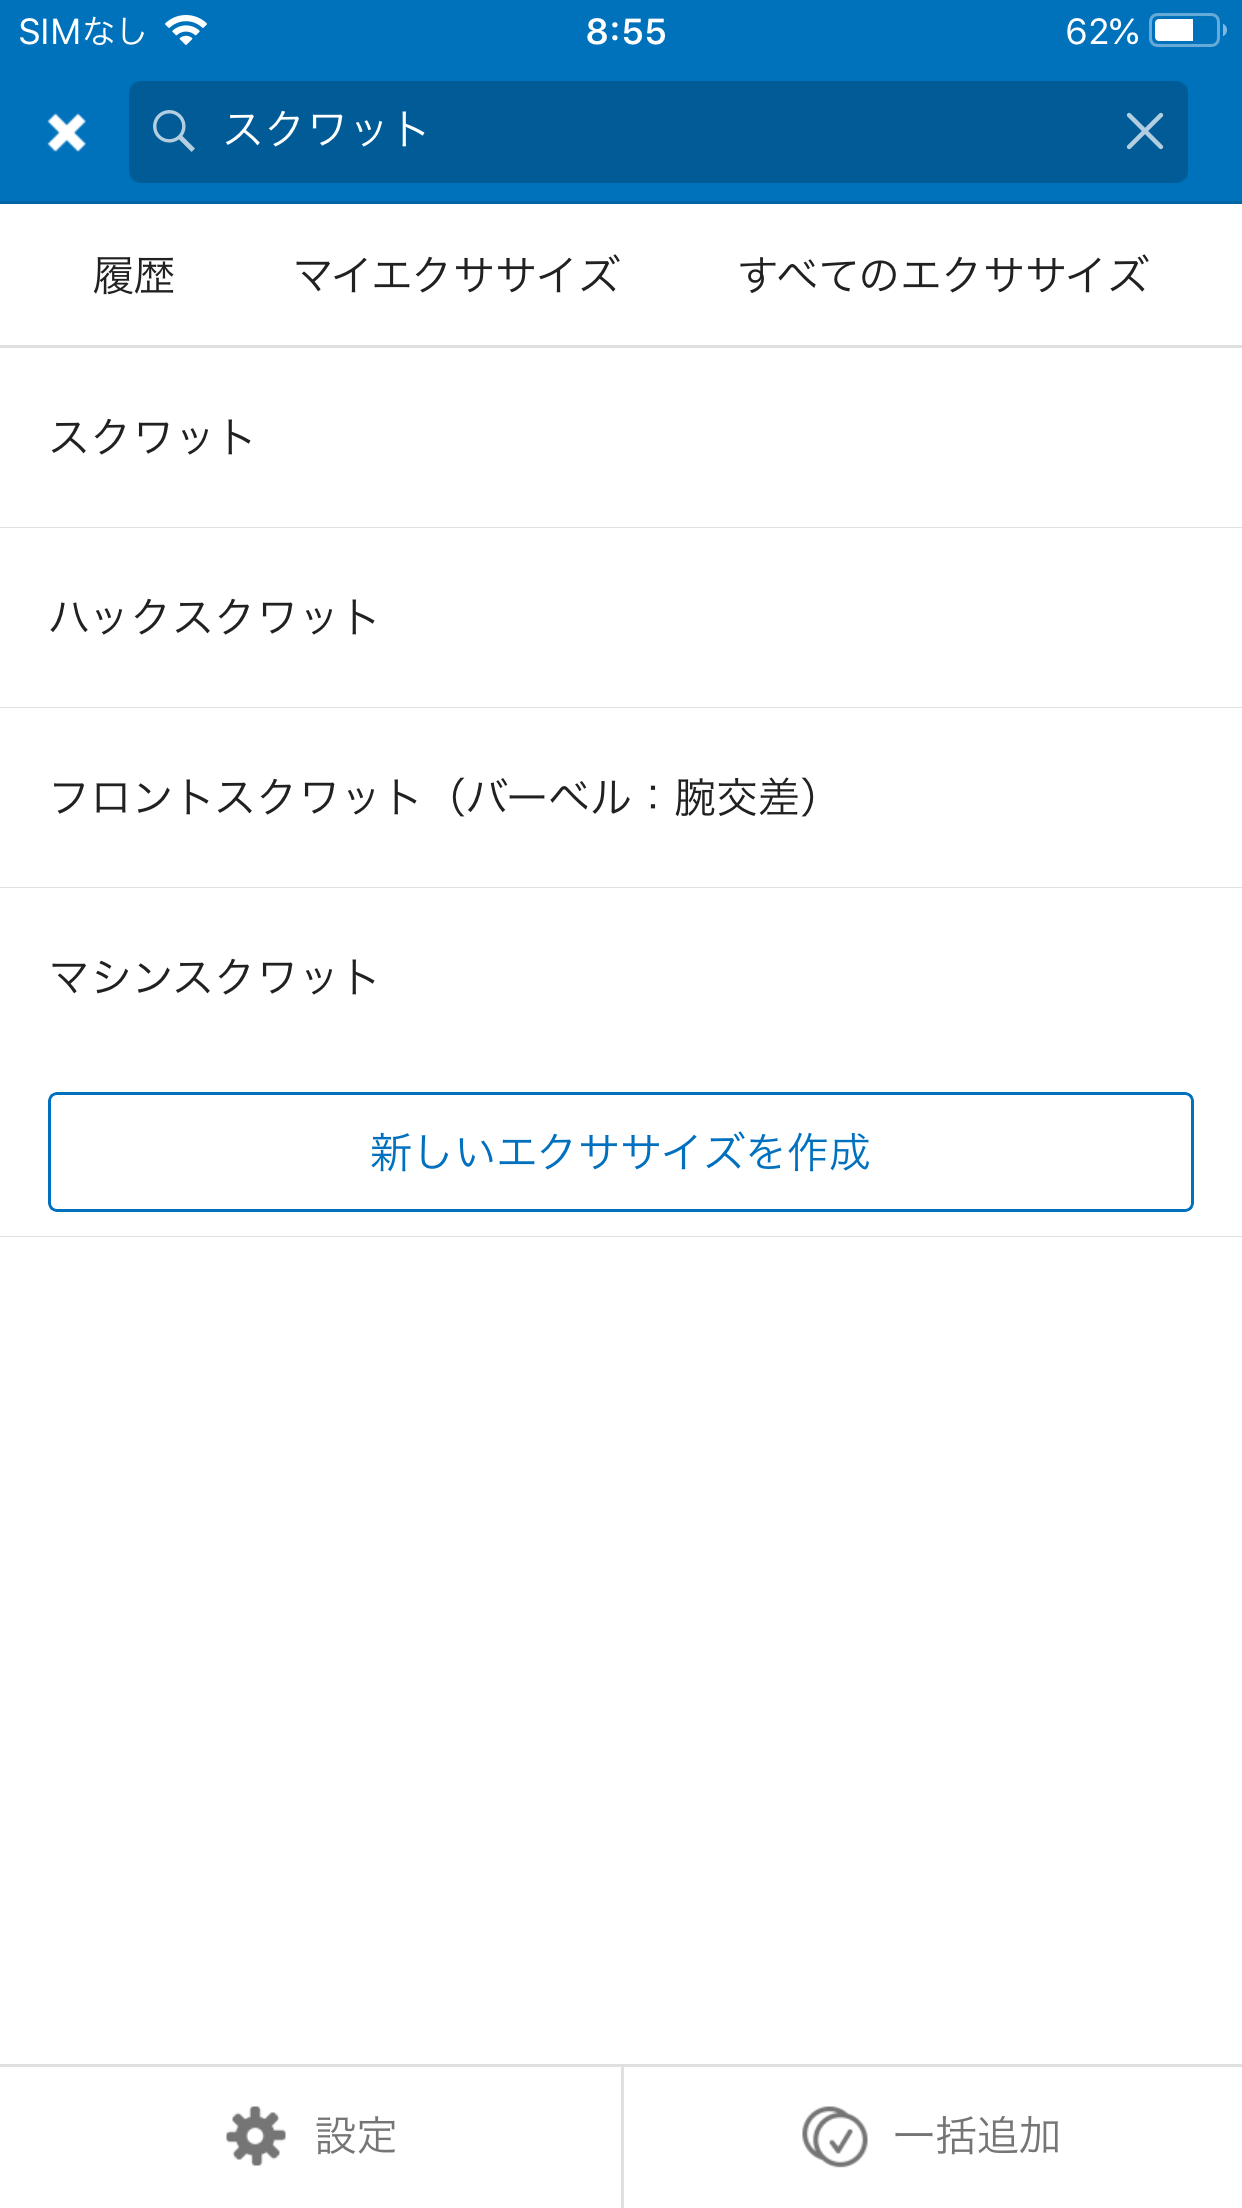 SIMなし 8:55 62%
スクワット
履歴 マイエクササイズ すべてのエクササイズ
スクワット
ハックスクワット
フロントスクワット（バーベル：腕交差）
マシンスクワット
新しいエクササイズを作成
設定 一括追加